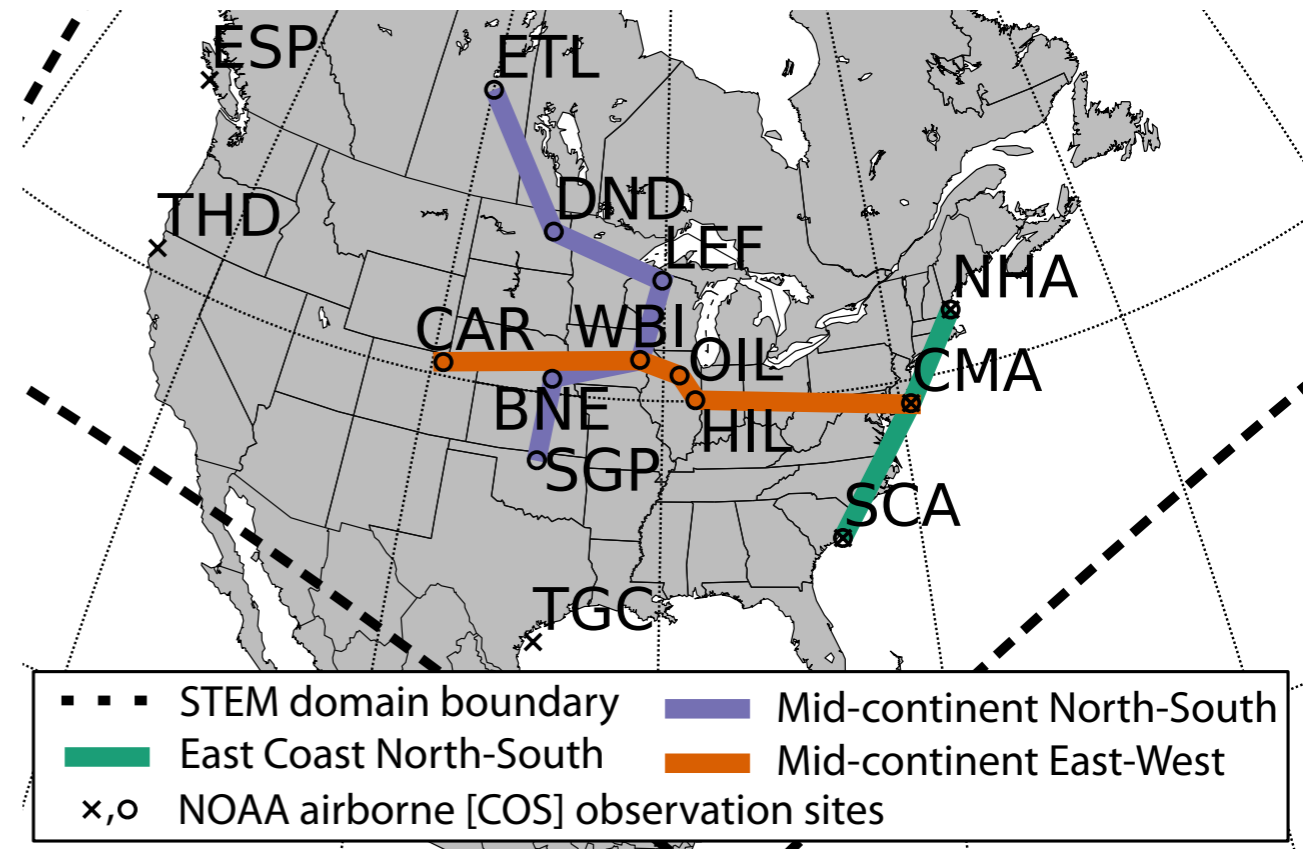 ESP
ETL
DND
THD
LEF
NHA
CAR
WBI
OIL
CMA
BNE
HIL
SGP
SCA
TGC
STEM domain boundary
Mid-continent North-South
East Coast North-South
Mid-continent East-West
×,o NOAA airborne [COS] observation sites